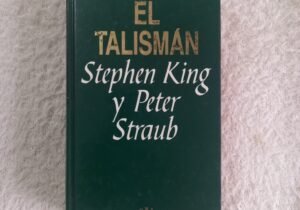 EL
TALISMÁN
Stephen King
y Peter
Straub